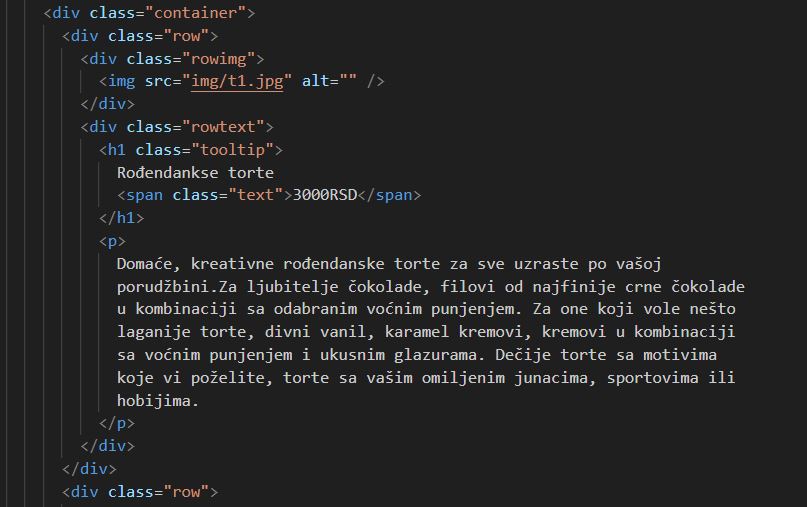 <div class="container">
<div class="row">
<div class="rowimg">
<img src="img/t1.jpg" alt="" />
</div>
<div class="rowtext">
<h1 class="tooltip">
Rođendankse torte
<span class="text">3000RSD</span>
</h1>
<p>
Domaće, kreativne rođendanske torte za sve uzraste po vašoj
porudžbini.Za ljubitelje čokolade, filovi od najfinije crne čokolade
u kombinaciji sa odabranim voćnim punjenjem. Za one koji vole nešto
laganije torte, divni vanil, karamel kremovi, kremovi u kombinaciji
sa voćnim punjenjem i ukusnim glazurama. Dečije torte sa motivima
koje vi poželite, torte sa vašim omiljenim junacima, sportovima ili
hobijima.
</p>
</div>
</div>
<div class="row">